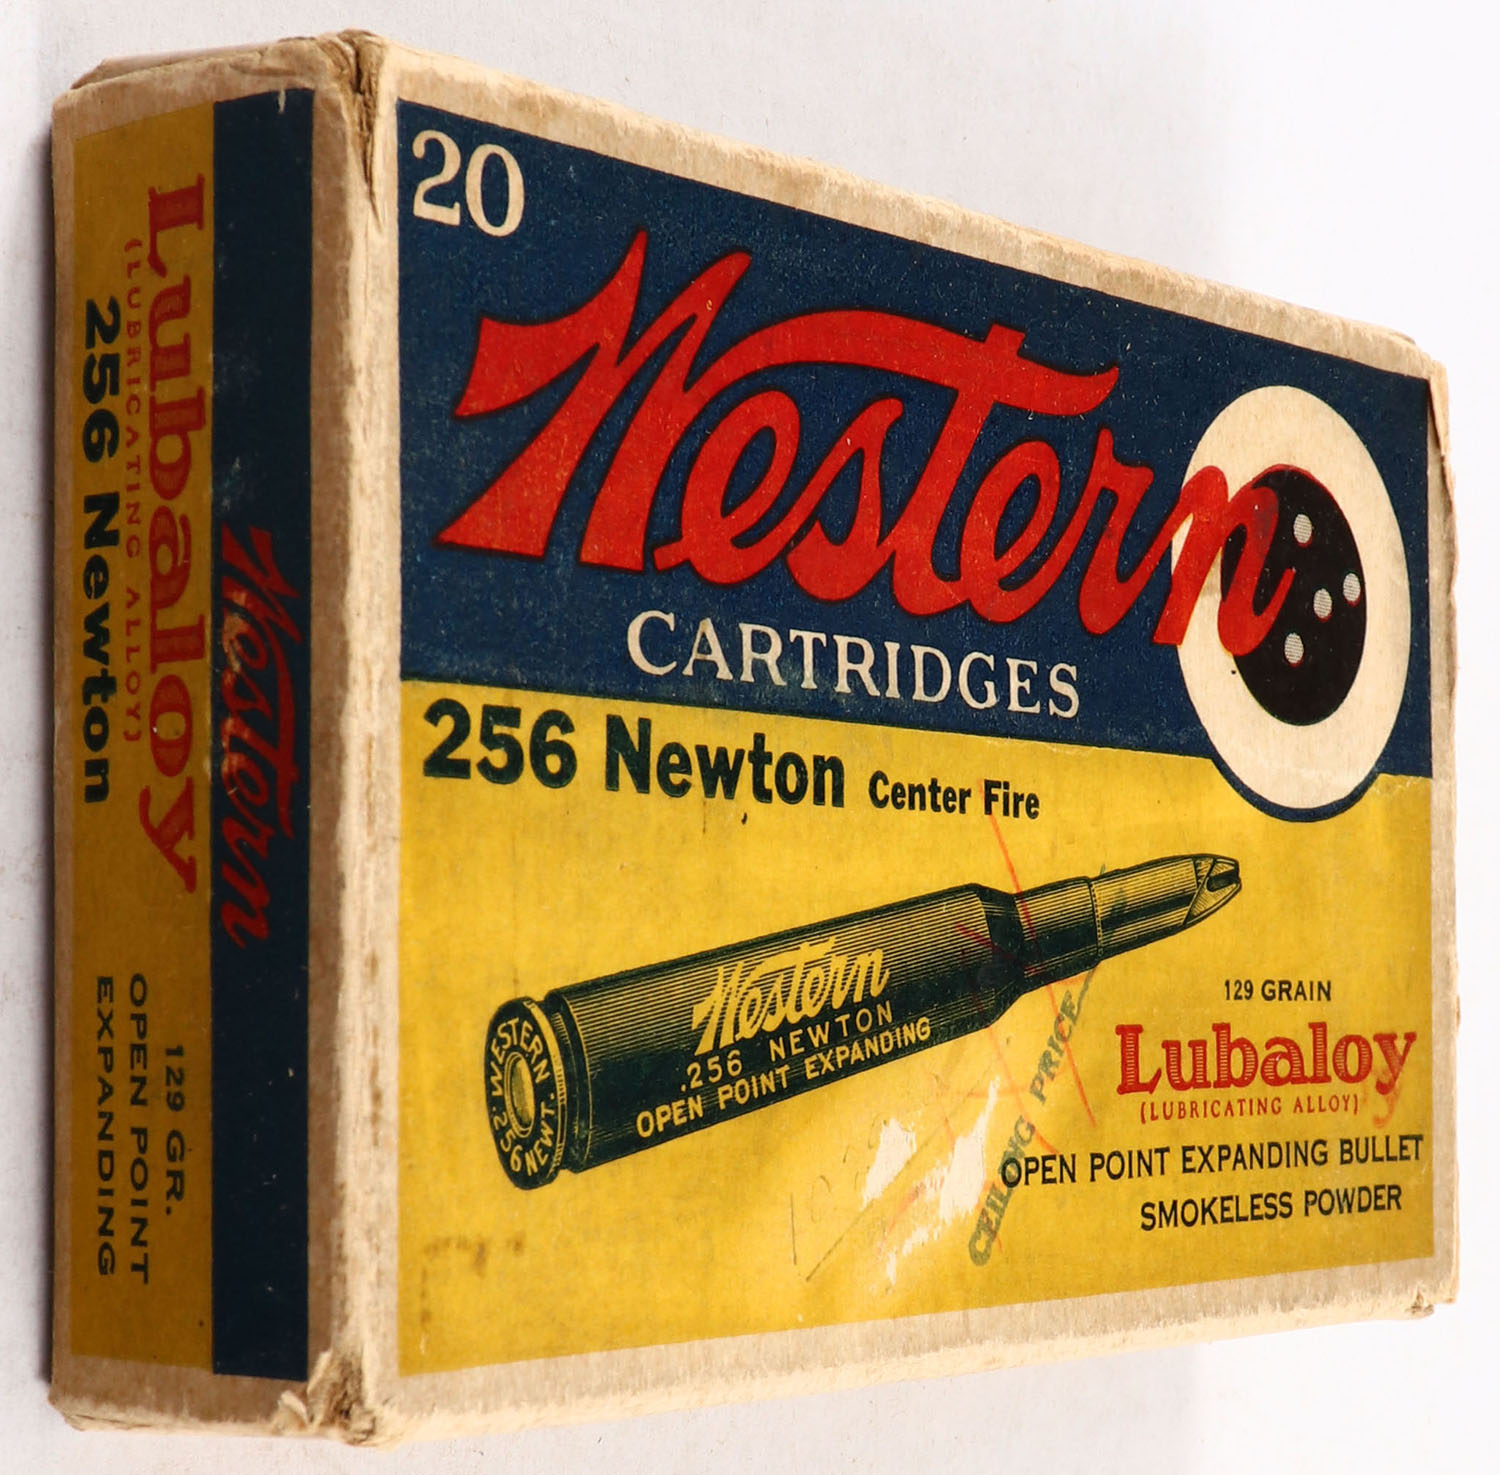 20
Western
CARTRIDGES
256 Newton Center Fire
Western
.256 NEWTON
OPEN POINT EXPANDING
WESTERN
.256 NEWT.
129 GRAIN
Lubaloy
(LUBRICATING ALLOY)
OPEN POINT EXPANDING BULLET
SMOKELESS POWDER
CEILING PRICE
Western
Lubaloy
(LUBRICATING ALLOY)
256 Newton
129 GR.
OPEN POINT
EXPANDING